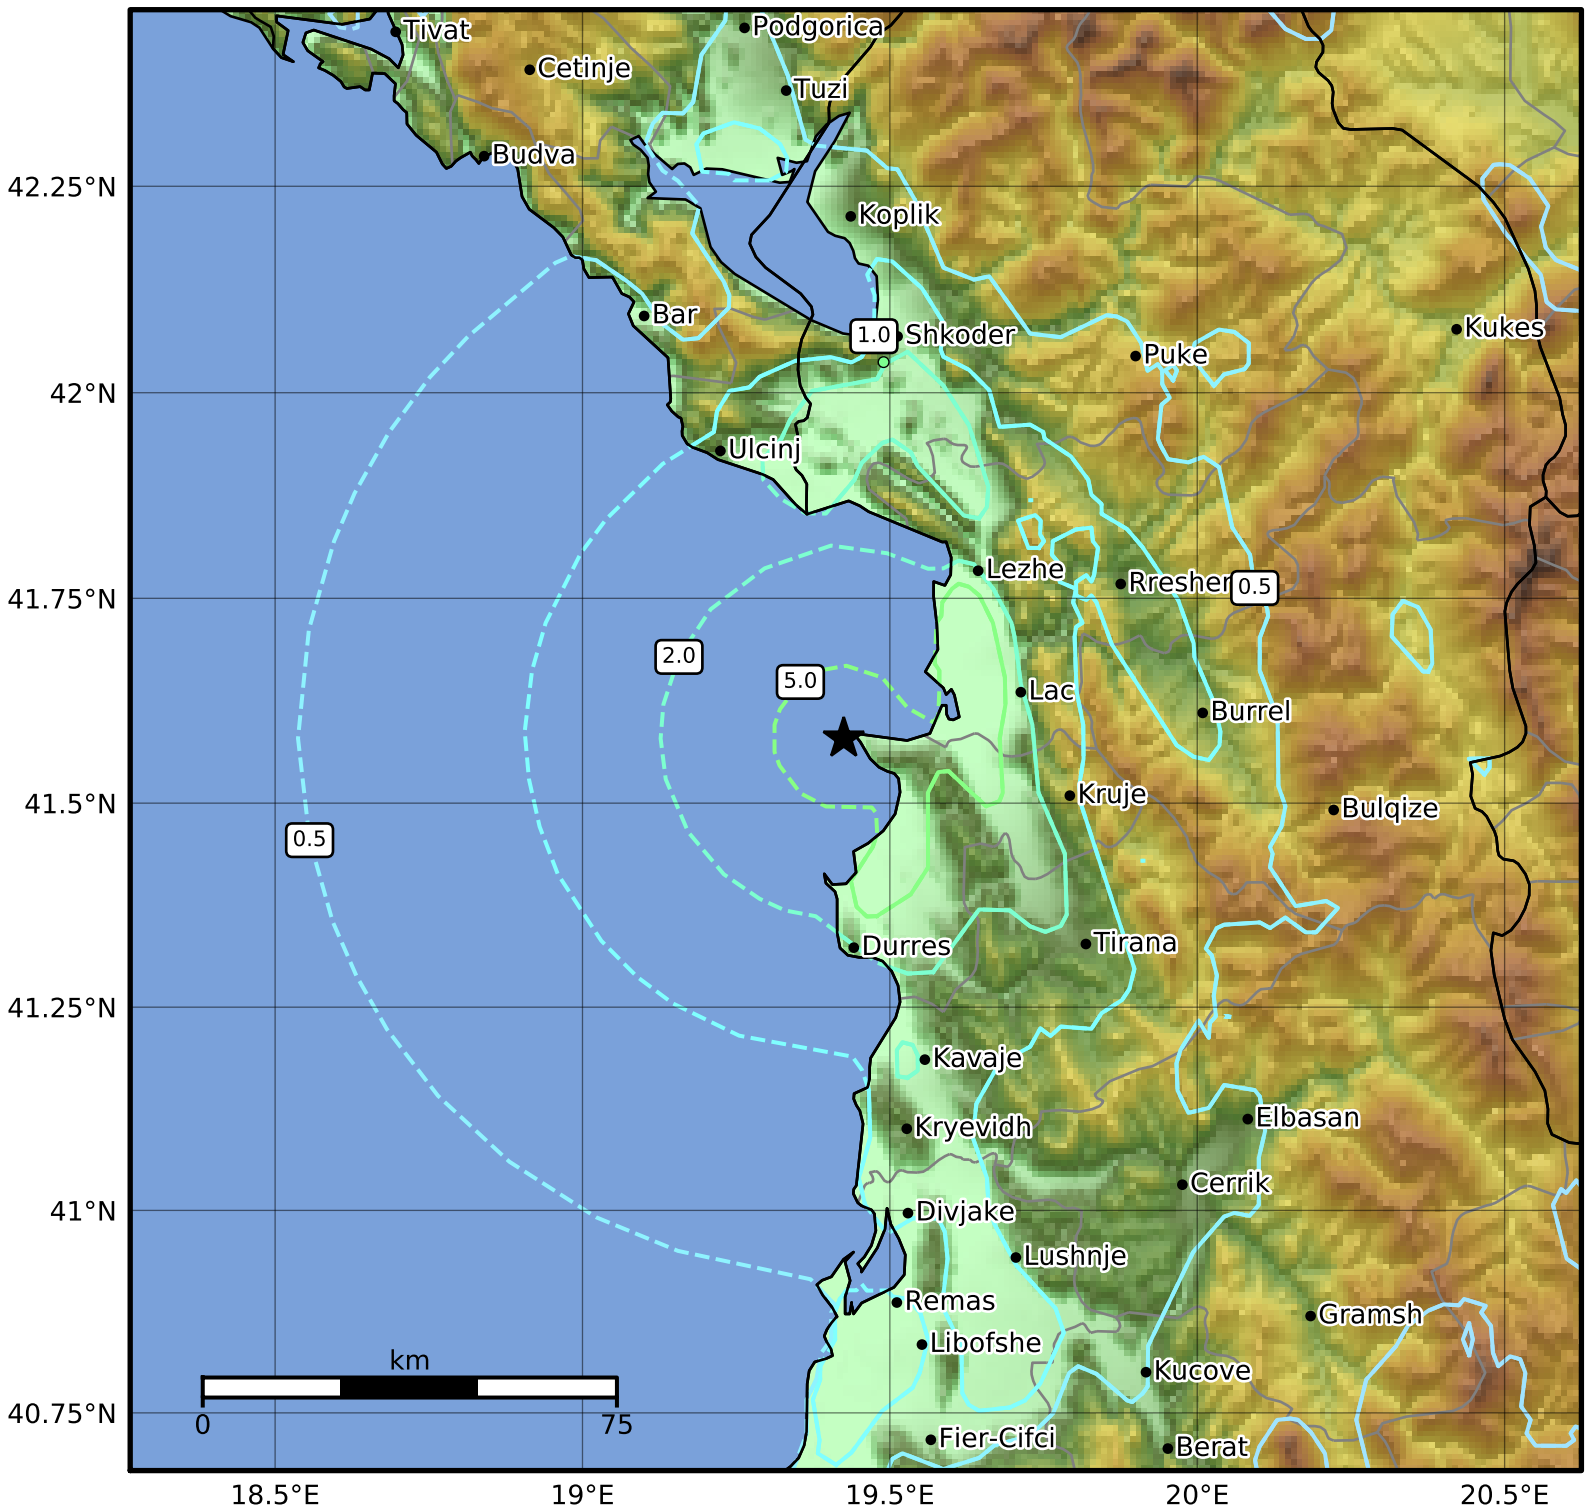 Tivat
Podgorica
Cetinje
Tuzi
Budva
42.25°N
Koplik
Bar
1.0
Shkoder
Kukes
Puke
42°N
Ulcinj
Lezhe
Rreshen
0.5
41.75°N
2.0
5.0
Lac
Burrel
Kruje
41.5°N
Bulqize
0.5
Durres
Tirana
41.25°N
Kavaje
Elbasan
Kryevidh
Cerrik
41°N
Divjake
Lushnje
Remas
Gramsh
Libofshe
km
Kucove
0
75
40.75°N
Fier-Cifci
Berat
18.5°E
19°E
19.5°E
20°E
20.5°E